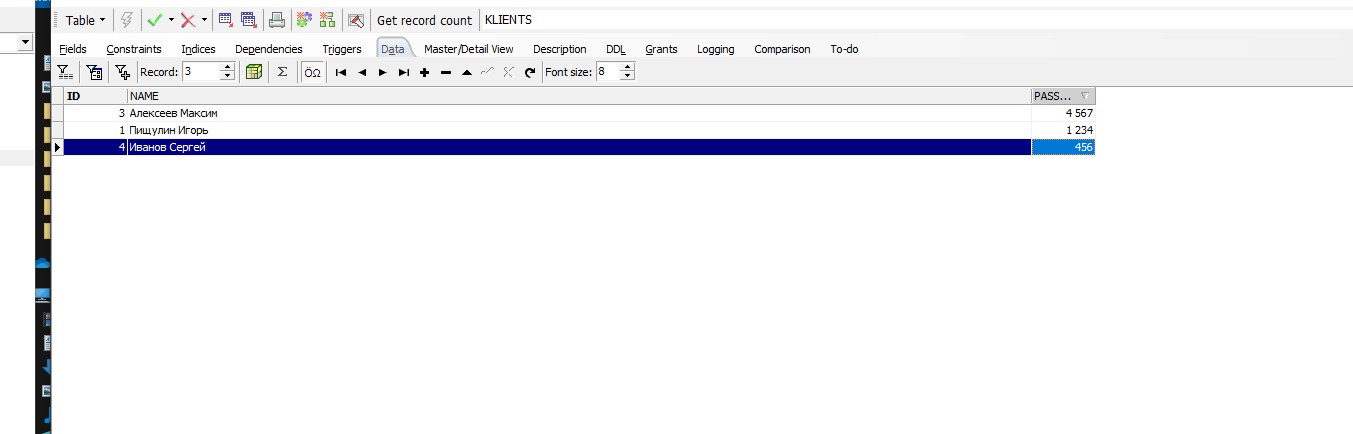 Table Get record count KLIENTS
Fields Constraints Indices Dependencies Triggers Data Master/Detail View Description DDL Grants Logging Comparison To-do
Record: 3 Σ ÖΩ Font size: 8
ID NAME PASS...
3 Алексеев Максим 4 567
1 Пищулин Игорь 1 234
4 Иванов Сергей 456